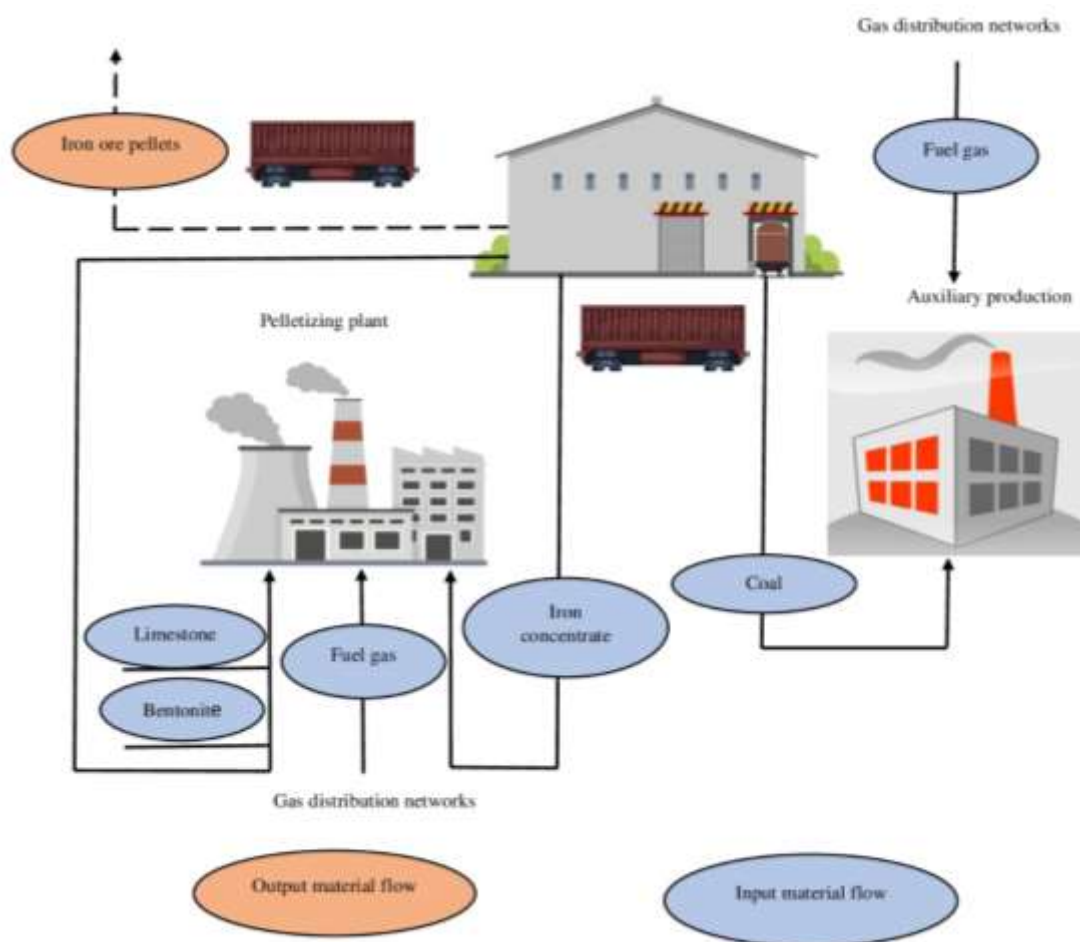 Gas distribution networks
Iron ore pellets
Fuel gas
Auxiliary production
Pelletizing plant
Coal
Iron
concentrate
Limestone
Fuel gas
Bentonite
Gas distribution networks
Output material flow
Input material flow